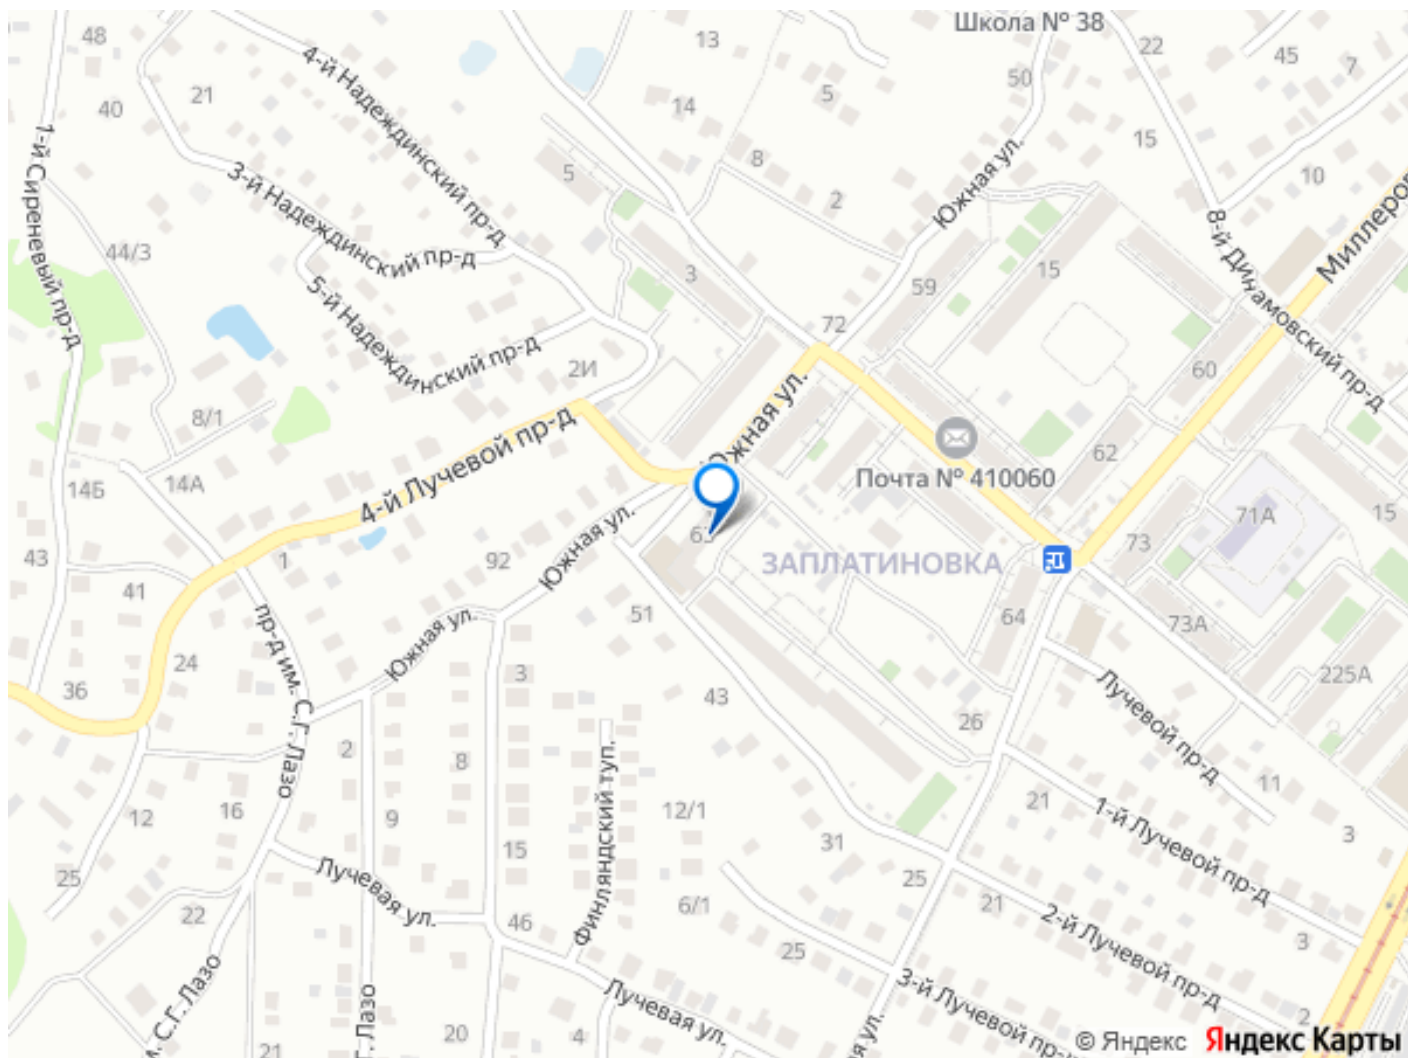 Школа № 38
48
13
22
45
7
4-й Надеждинский пр-д
50
21
5
40
14
15
1-й Сиреневый пр-д
8
5
10
3-й Надеждинский пр-д
2
Южная ул.
8-й Динамовский пр-д
Миллеров
44/3
3
15
59
5-й Надеждинский пр-д
72
2И
60
8/1
4-й Лучевой пр-д
Южная ул.
62
14Б
14А
Почта № 410060
71А
15
43
1
92
Южная ул.
63
ЗАПЛАТИНОВКА
73
41
51
64
73А
пр-д им. С.Г. Лазо
Южная ул.
24
3
36
43
26
Лучевой пр-д
225А
2
8
Финляндский туп.
11
12
16
9
12/1
21
1-й Лучевой пр-д
3
15
31
25
Лучевая ул.
25
22
46
6/1
21
2-й Лучевой пр-д
25
3
3-й Лучевой пр-д
С.Г. Лазо
Лазо
Лучевая ул.
2
20
4
ул.
21
© Яндекс Яндекс Карты